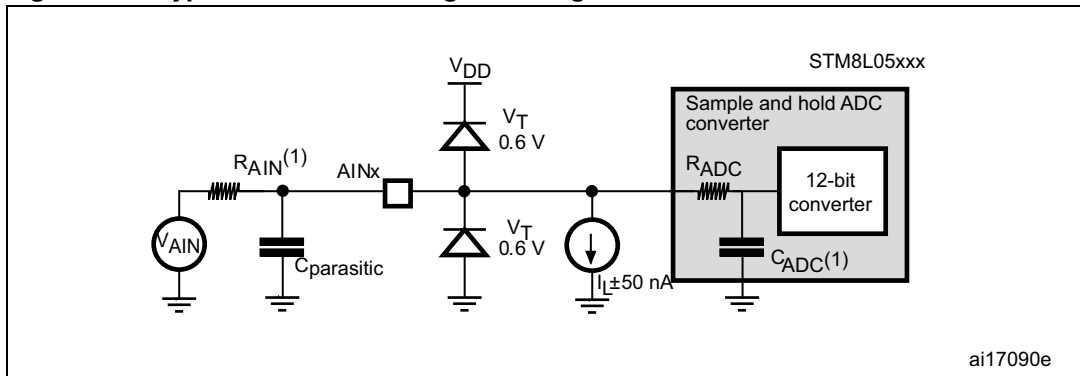 STM8L05xxx
VDD
Sample and hold ADC
converter
VT
0.6 V
RAIN(1)
AINx
RADC
12-bit
converter
VAIN
Cparasitic
VT
0.6 V
IL±50 nA
CADC(1)
ai17090e